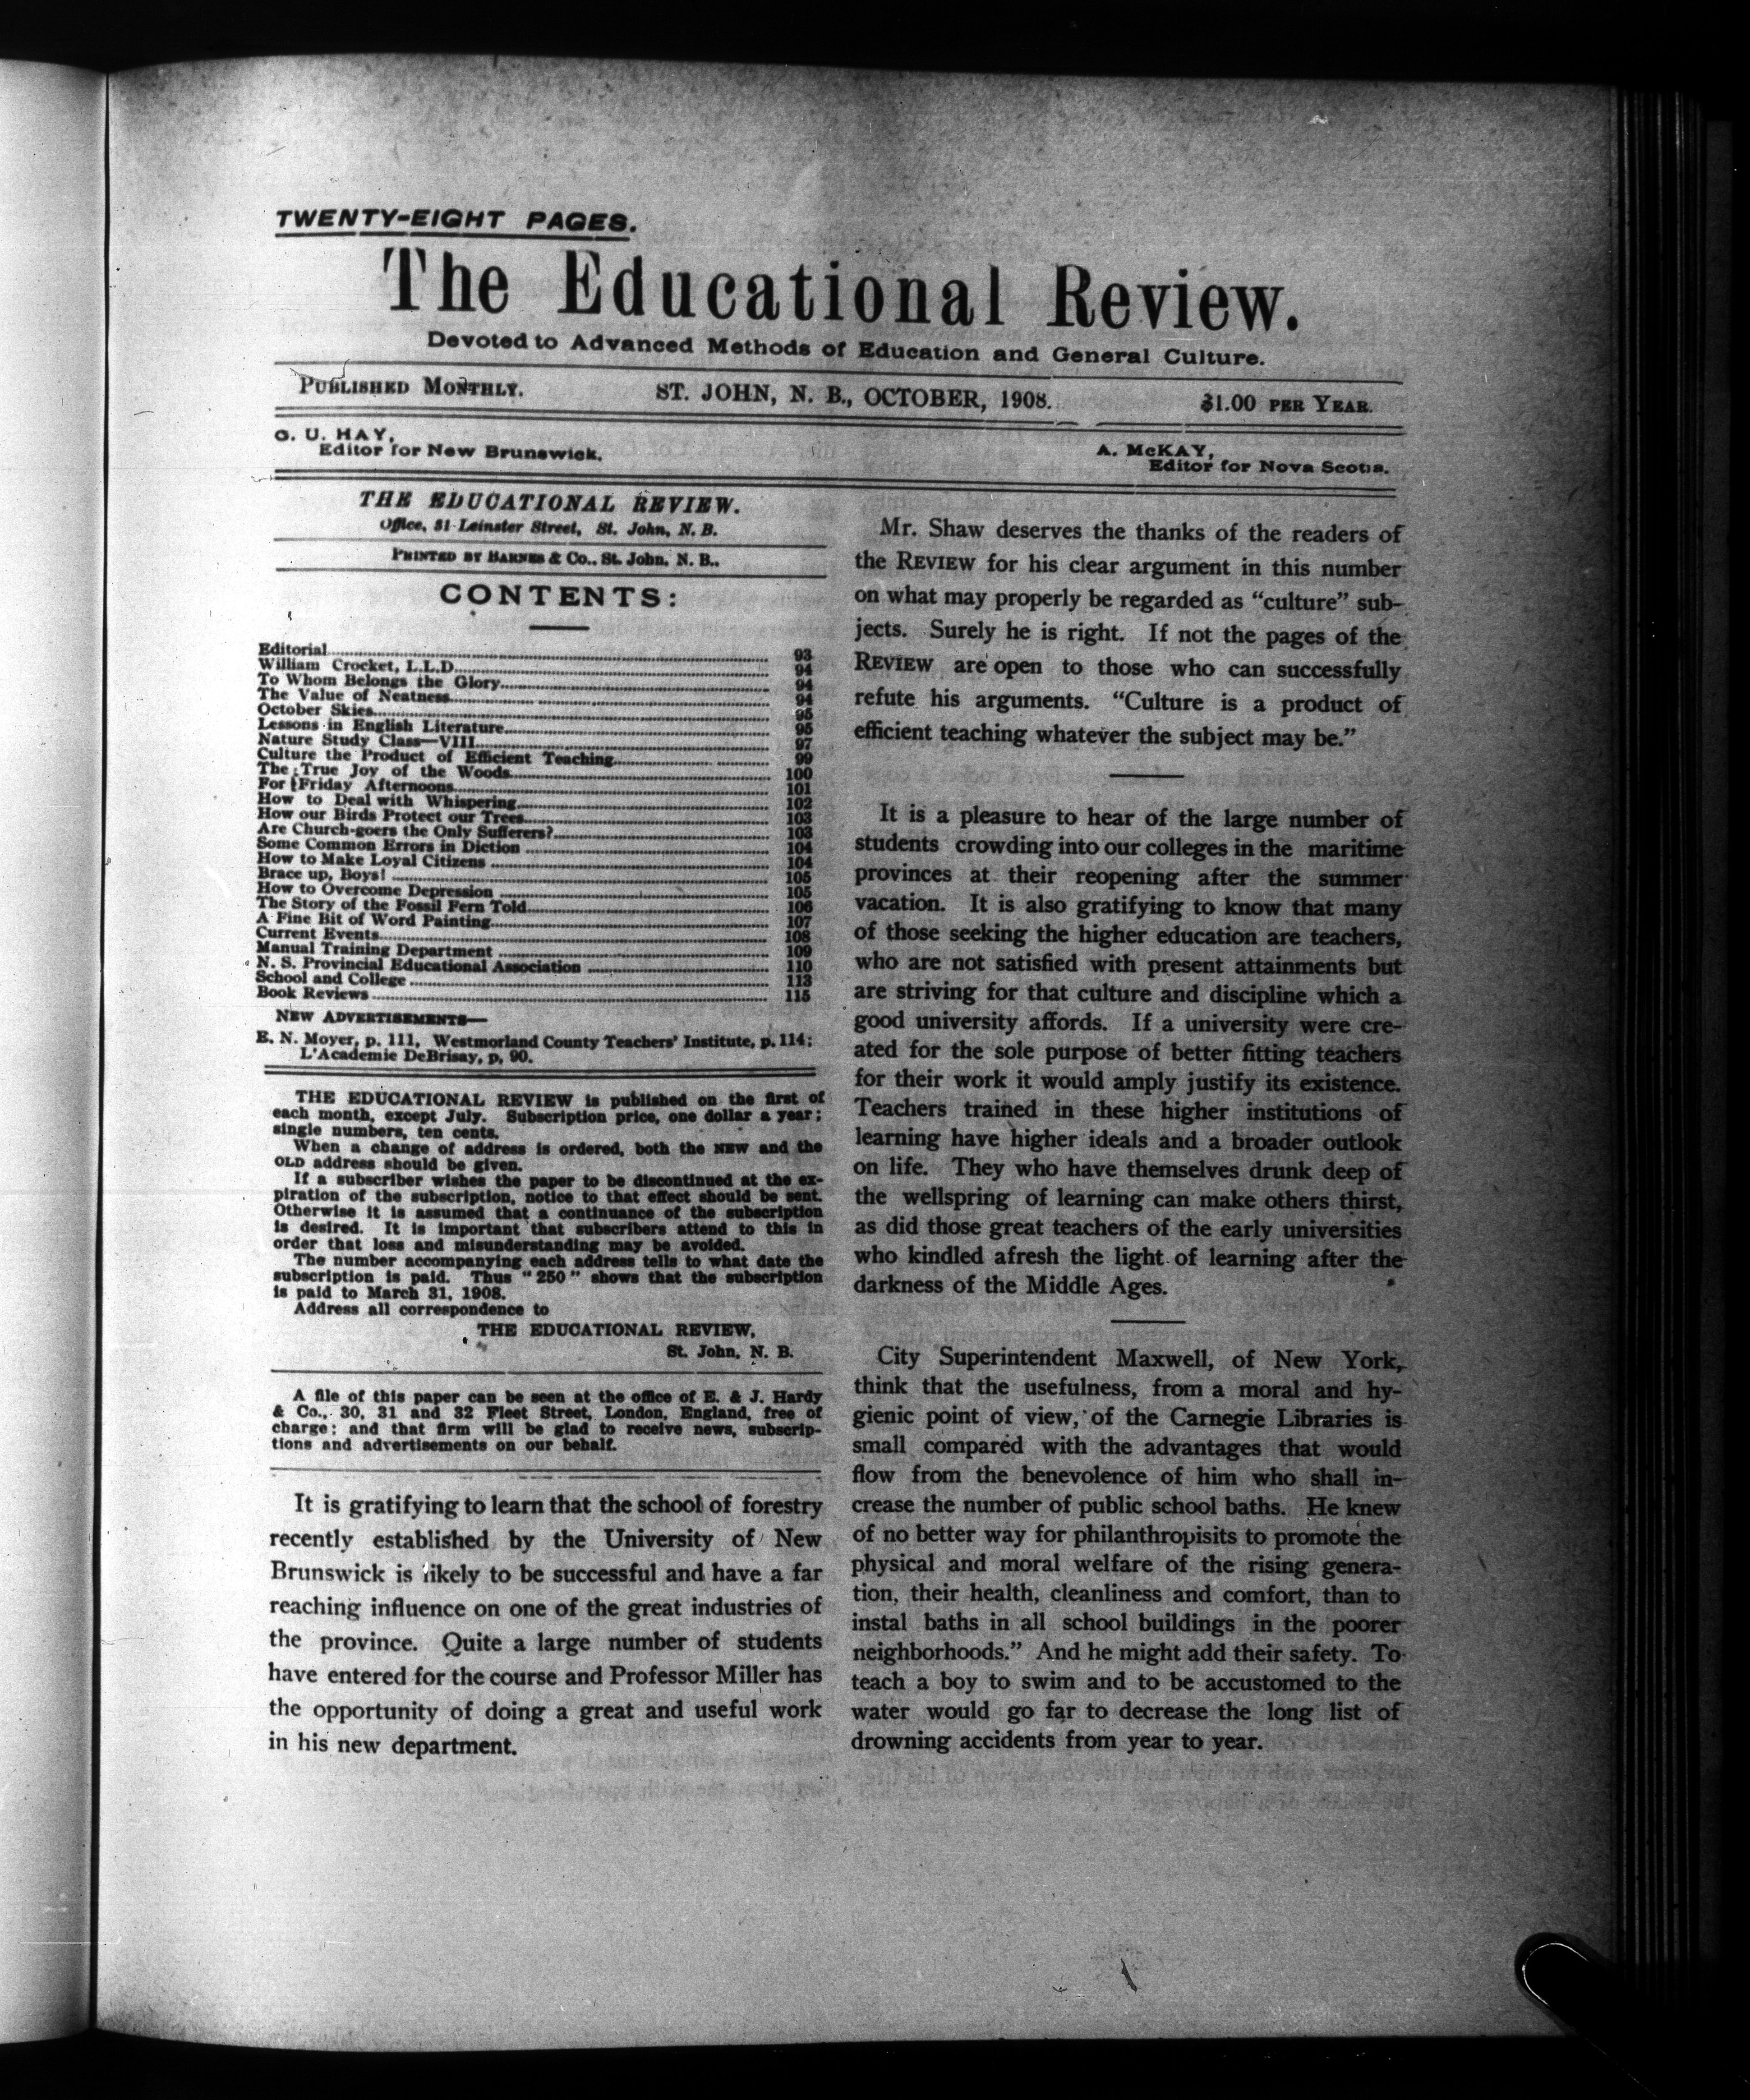 TWENTY-EIGHT PAGES.
The Educational Review.
Devoted to Advanced Methods of Education and General Culture.
PUBLISHED MONTHLY. ST. JOHN, N. B., OCTOBER, 1908. $1.00 PER YEAR.
G. U. HAY,
Editor for New Brunswick.
A. McKAY,
Editor for Nova Scotia.
THE EDUCATIONAL REVIEW.
Office, 31 Leinster Street, St. John, N. B.
PRINTED BY BARNES & Co., St. John, N. B.,
CONTENTS:
Editorial 93
William Crocket, L.L.D. 94
To Whom Belongs the Glory 94
The Value of Neatness 94
October Skies 95
Lessons in English Literature 95
Nature Study Class—VIII 97
Culture the Product of Efficient Teaching 99
The True Joy of the Woods 100
For Friday Afternoons 101
How to Deal with Whispering 102
How our Birds Protect our Trees 103
Are Church-goers the Only Sufferers? 103
Some Common Errors in Diction 104
How to Make Loyal Citizens 104
Brace up, Boys! 105
How to Overcome Depression 105
The Story of the Fossil Fern Told 106
A Fine Bit of Word Painting 107
Current Events 108
Manual Training Department 109
N. S. Provincial Educational Association 110
School and College 113
Book Reviews 115
NEW ADVERTISEMENTS—
E. N. Moyer, p. 111, Westmorland County Teachers' Institute, p. 114;
L'Academie DeBrisay, p, 90.
THE EDUCATIONAL REVIEW is published on the first of
each month, except July. Subscription price, one dollar a year;
single numbers, ten cents.
When a change of address is ordered, both the NEW and the
OLD address should be given.
If a subscriber wishes the paper to be discontinued at the ex-
piration of the subscription, notice to that effect should be sent.
Otherwise it is assumed that a continuance of the subscription
is desired. It is important that subscribers attend to this in
order that loss and misunderstanding may be avoided.
The number accompanying each address tells to what date the
subscription is paid. Thus "250" shows that the subscription
is paid to March 31, 1908.
Address all correspondence to
THE EDUCATIONAL REVIEW,
St. John, N. B.
A file of this paper can be seen at the office of E. & J. Hardy
& Co., 30, 31 and 32 Fleet Street, London, England, free of
charge; and that firm will be glad to receive news, subscrip-
tions and advertisements on our behalf.
It is gratifying to learn that the school of forestry
recently established by the University of New
Brunswick is likely to be successful and have a far
reaching influence on one of the great industries of
the province. Quite a large number of students
have entered for the course and Professor Miller has
the opportunity of doing a great and useful work
in his new department.
Mr. Shaw deserves the thanks of the readers of
the REVIEW for his clear argument in this number
on what may properly be regarded as “culture” sub-
jects. Surely he is right. If not the pages of the
REVIEW are open to those who can successfully
refute his arguments. “Culture is a product of
efficient teaching whatever the subject may be.”
It is a pleasure to hear of the large number of
students crowding into our colleges in the maritime
provinces at their reopening after the summer
vacation. It is also gratifying to know that many
of those seeking the higher education are teachers,
who are not satisfied with present attainments but
are striving for that culture and discipline which a
good university affords. If a university were cre-
ated for the sole purpose of better fitting teachers
for their work it would amply justify its existence.
Teachers trained in these higher institutions of
learning have higher ideals and a broader outlook
on life. They who have themselves drunk deep of
the wellspring of learning can make others thirst,
as did those great teachers of the early universities
who kindled afresh the light of learning after the
darkness of the Middle Ages.
City Superintendent Maxwell, of New York,
think that the usefulness, from a moral and hy-
gienic point of view, of the Carnegie Libraries is
small compared with the advantages that would
flow from the benevolence of him who shall in-
crease the number of public school baths. He knew
of no better way for philanthropisits to promote the
physical and moral welfare of the rising genera-
tion, their health, cleanliness and comfort, than to
instal baths in all school buildings in the poorer
neighborhoods.” And he might add their safety. To
teach a boy to swim and to be accustomed to the
water would go far to decrease the long list of
drowning accidents from year to year.